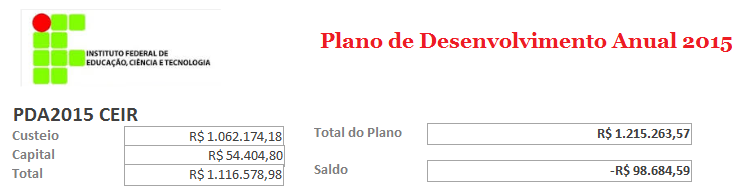 Plano de Desenvolvimento Anual 2015
INSTITUTO FEDERAL DE
EDUCAÇÃO, CIÊNCIA E TECNOLOGIA
PDA2015 CEIR
Custeio R$ 1.062.174,18
Capital R$ 54.404,80
Total R$ 1.116.578,98
Total do Plano R$ 1.215.263,57
Saldo -R$ 98.684,59